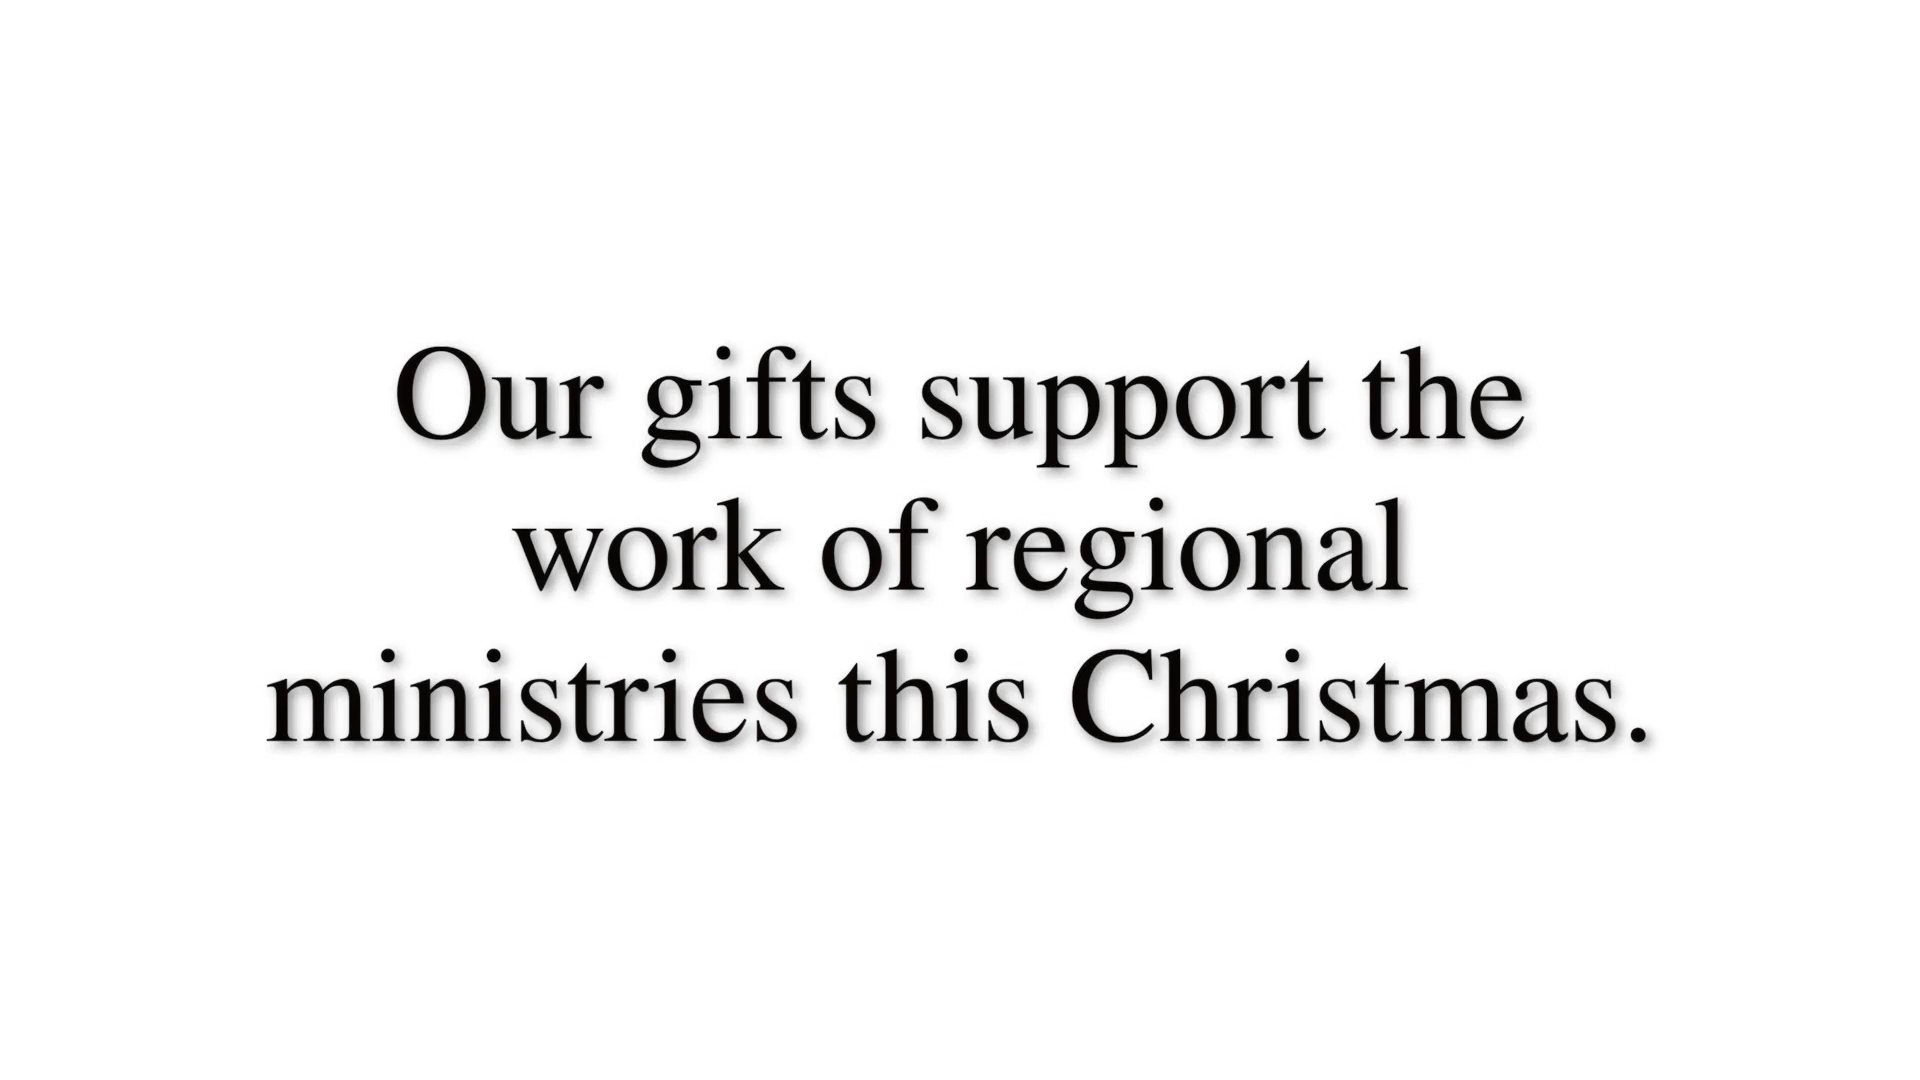 Our gifts support the
work of regional
ministries this Christmas.